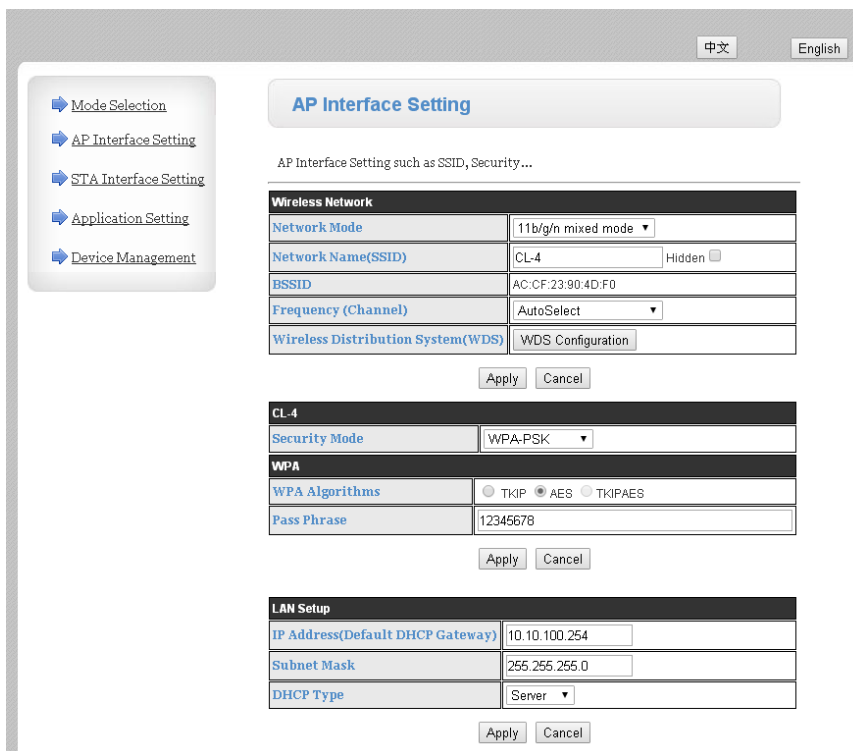 中文 English
Mode Selection
AP Interface Setting
STA Interface Setting
Application Setting
Device Management
AP Interface Setting
AP Interface Setting such as SSID, Security...
Wireless Network
Network Mode 11b/g/n mixed mode
Network Name(SSID) CL-4 Hidden
BSSID AC:CF:23:90:4D:F0
Frequency (Channel) AutoSelect
Wireless Distribution System(WDS) WDS Configuration
Apply Cancel
CL-4
Security Mode WPA-PSK
WPA
WPA Algorithms TKIP AES TKIPAES
Pass Phrase 12345678
Apply Cancel
LAN Setup
IP Address(Default DHCP Gateway) 10.10.100.254
Subnet Mask 255.255.255.0
DHCP Type Server
Apply Cancel